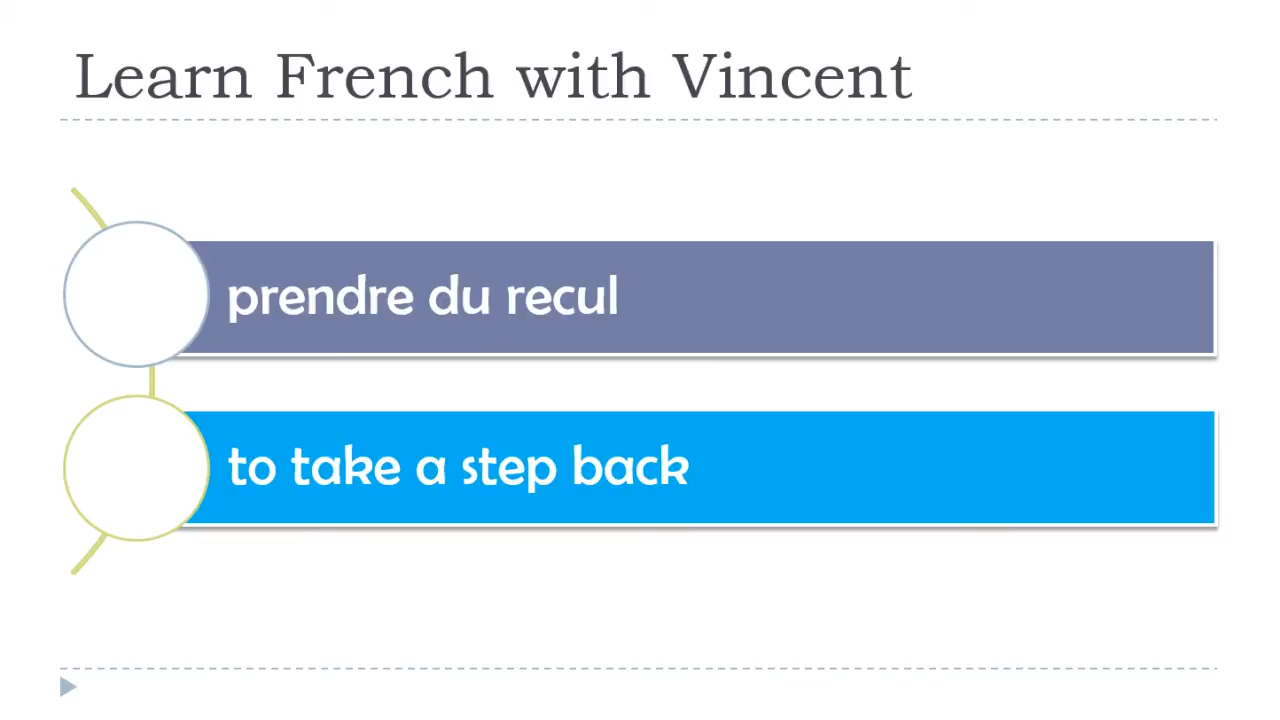 Learn French with Vincent
prendre du recul
to take a step back